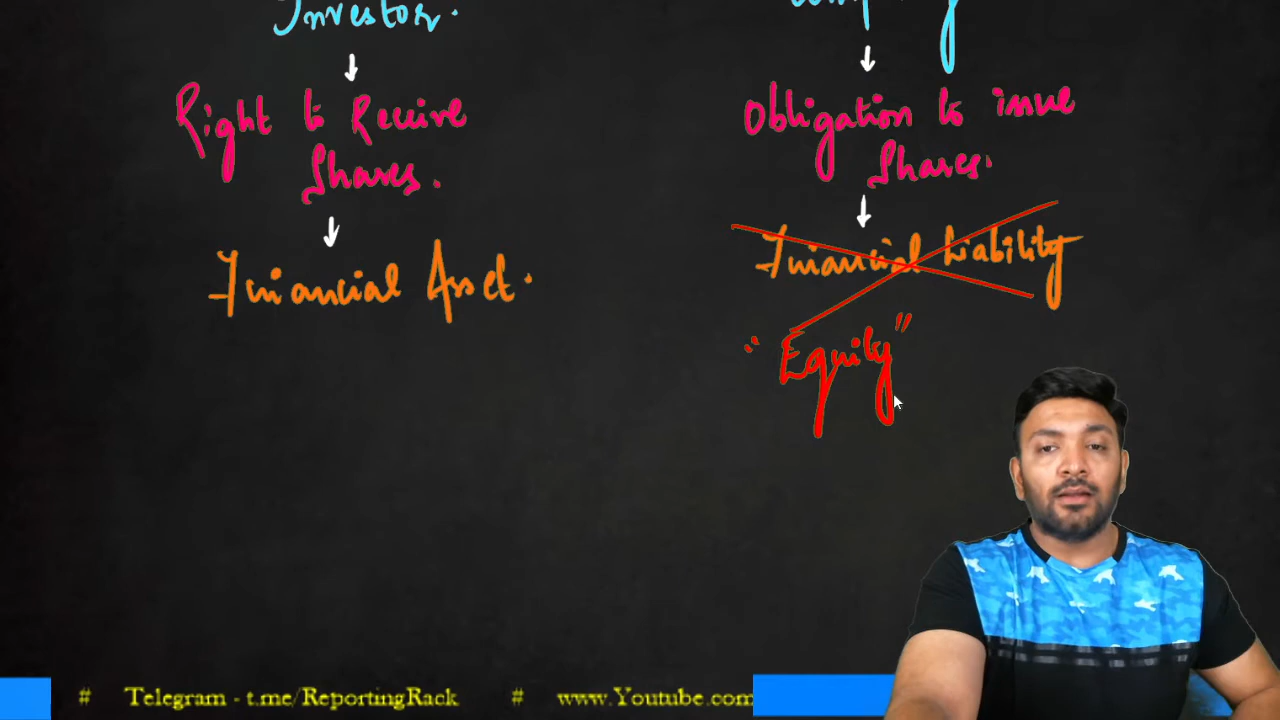 Investor.
Right to Receive
Shares.
Financial Asset.
Obligation to issue
Shares.
Financial Liability
"Equity"
# Telegram - t.me/ReportingRack # www.Youtube.com